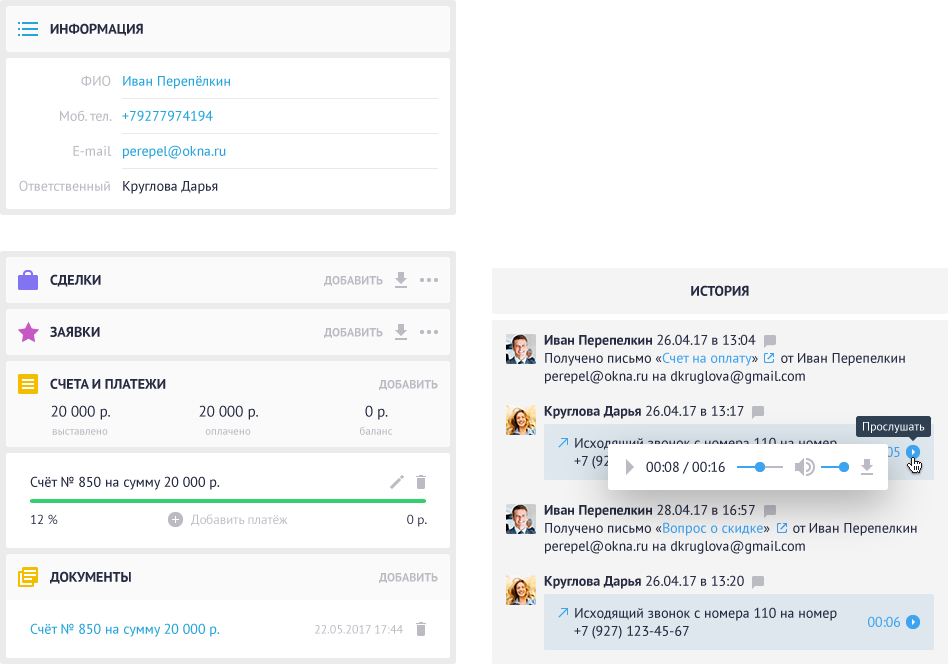 ИНФОРМАЦИЯ
ФИО Иван Перепёлкин
Моб. тел. +79277974194
E-mail perepel@okna.ru
Ответственный Круглова Дарья
СДЕЛКИ ДОБАВИТЬ
ЗАЯВКИ ДОБАВИТЬ
СЧЕТА И ПЛАТЕЖИ ДОБАВИТЬ
20 000 р. 20 000 р. 0 р.
выставлено оплачено баланс
Счёт № 850 на сумму 20 000 р.
12 % Добавить платёж 0 р.
ДОКУМЕНТЫ ДОБАВИТЬ
Счёт № 850 на сумму 20 000 р. 22.05.2017 17:44
ИСТОРИЯ
Иван Перепелкин 26.04.17 в 13:04
Получено письмо «Счет на оплату» от Иван Перепелкин
perepel@okna.ru на dkruglova@gmail.com
Круглова Дарья 26.04.17 в 13:17
Прослушать
Исходящий звонок с номера 110 на номер
+7 (92 05
00:08 / 00:16
Иван Перепелкин 28.04.17 в 16:57
Получено письмо «Вопрос о скидке» от Иван Перепелкин
perepel@okna.ru на dkruglova@gmail.com
Круглова Дарья 26.04.17 в 13:20
Исходящий звонок с номера 110 на номер
+7 (927) 123-45-67 00:06